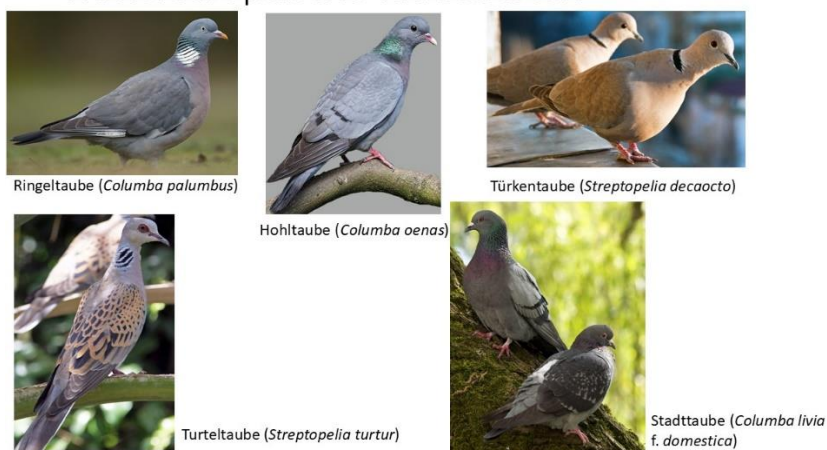 Ringeltaube (Columba palumbus)
Hohltaube (Columba oenas)
Türkentaube (Streptopelia decaocto)
Turteltaube (Streptopelia turtur)
Stadttaube (Columba livia
f. domestica)